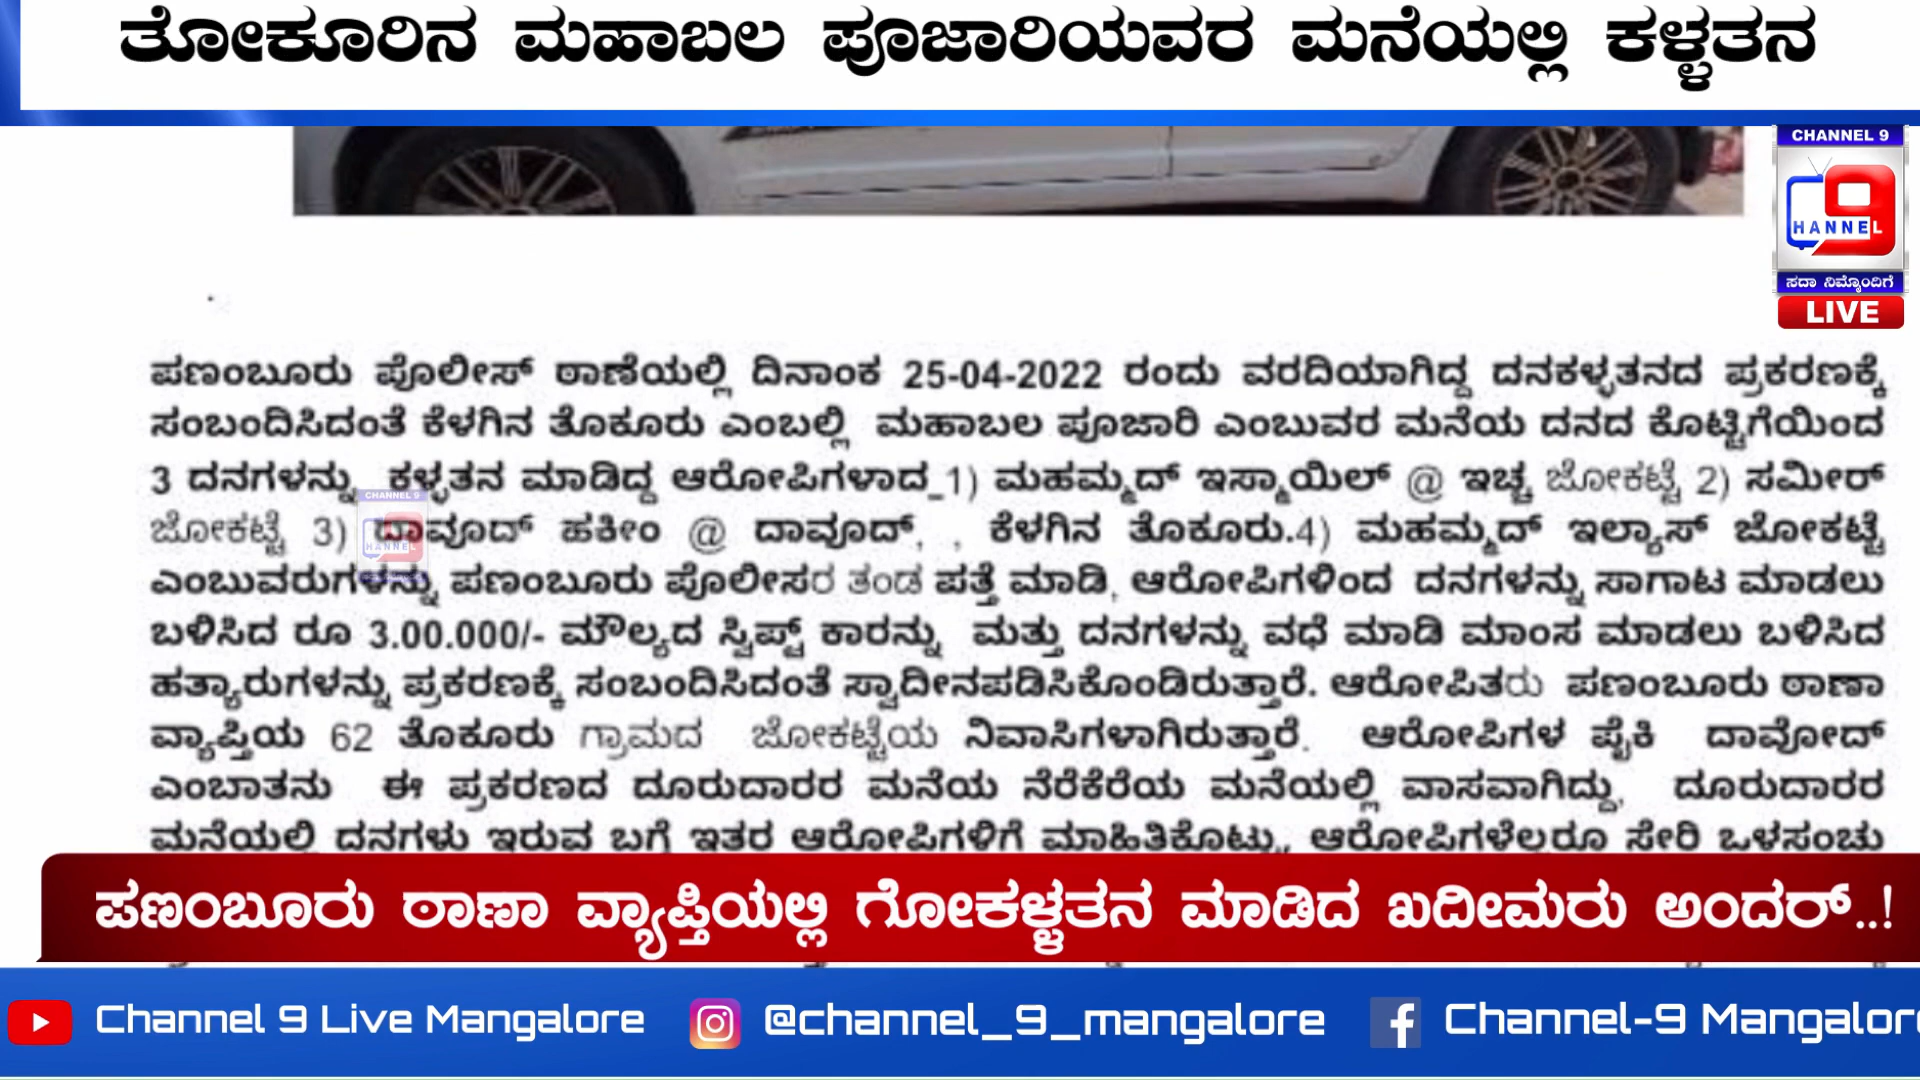 ತೋಕೂರಿನ ಮಹಾಬಲ ಪೂಜಾರಿಯವರ ಮನೆಯಲ್ಲಿ ಕಳ್ಳತನ
CHANNEL 9
9
HANNEL
ಸದಾ ನಿಮ್ಮೊಂದಿಗೆ
LIVE
ಪಣಂಬೂರು ಪೊಲೀಸ್ ಠಾಣೆಯಲ್ಲಿ ದಿನಾಂಕ 25-04-2022 ರಂದು ವರದಿಯಾಗಿದ್ದ ದನಕಳ್ಳತನದ ಪ್ರಕರಣಕ್ಕೆ
ಸಂಬಂದಿಸಿದಂತೆ ಕೆಳಗಿನ ತೊಕೂರು ಎಂಬಲ್ಲಿ ಮಹಾಬಲ ಪೂಜಾರಿ ಎಂಬುವರ ಮನೆಯ ದನದ ಕೊಟ್ಟಿಗೆಯಿಂದ
3 ದನಗಳನ್ನು ಕಳ್ಳತನ ಮಾಡಿದ್ದ ಆರೋಪಿಗಳಾದ_1) ಮಹಮ್ಮದ್ ಇಸ್ಮಾಯಿಲ್ @ ಇಚ್ಚ ಜೋಕಟ್ಟೆ 2) ಸಮೀರ್
ಜೋಕಟ್ಟೆ 3) ದಾವೂದ್ ಹಕೀಂ @ ದಾವೂದ್, , ಕೆಳಗಿನ ತೊಕೂರು.4) ಮಹಮ್ಮದ್ ಇಲ್ಯಾಸ್ ಜೋಕಟ್ಟೆ
ಎಂಬುವರುಗಳನ್ನು ಪಣಂಬೂರು ಪೊಲೀಸರ ತಂಡ ಪತ್ತೆ ಮಾಡಿ, ಆರೋಪಿಗಳಿಂದ ದನಗಳನ್ನು ಸಾಗಾಟ ಮಾಡಲು
ಬಳಿಸಿದ ರೂ 3.00.000/- ಮೌಲ್ಯದ ಸ್ವಿಪ್ಟ್ ಕಾರನ್ನು ಮತ್ತು ದನಗಳನ್ನು ವಧೆ ಮಾಡಿ ಮಾಂಸ ಮಾಡಲು ಬಳಿಸಿದ
ಹತ್ಯಾರುಗಳನ್ನು ಪ್ರಕರಣಕ್ಕೆ ಸಂಬಂದಿಸಿದಂತೆ ಸ್ವಾದೀನಪಡಿಸಿಕೊಂಡಿರುತ್ತಾರೆ. ಆರೋಪಿತರು ಪಣಂಬೂರು ಠಾಣಾ
ವ್ಯಾಪ್ತಿಯ 62 ತೊಕೂರು ಗ್ರಾಮದ ಜೋಕಟ್ಟೆಯ ನಿವಾಸಿಗಳಾಗಿರುತ್ತಾರೆ. ಆರೋಪಿಗಳ ಪೈಕಿ ದಾವೋದ್
ಎಂಬಾತನು ಈ ಪ್ರಕರಣದ ದೂರುದಾರರ ಮನೆಯ ನೆರೆಕೆರೆಯ ಮನೆಯಲ್ಲಿ ವಾಸವಾಗಿದ್ದು, ದೂರುದಾರರ
ಮನೆಯಲ್ಲಿ ದನಗಳು ಇರುವ ಬಗ್ಗೆ ಇತರ ಆರೋಪಿಗಳಿಗೆ ಮಾಹಿತಿಕೊಟ್ಟು, ಆರೋಪಿಗಳೆಲ್ಲರೂ ಸೇರಿ ಒಳಸಂಚು
ಪಣಂಬೂರು ಠಾಣಾ ವ್ಯಾಪ್ತಿಯಲ್ಲಿ ಗೋಕಳ್ಳತನ ಮಾಡಿದ ಖದೀಮರು ಅಂದರ್..!
Channel 9 Live Mangalore @channel_9_mangalore Channel-9 Mangalor